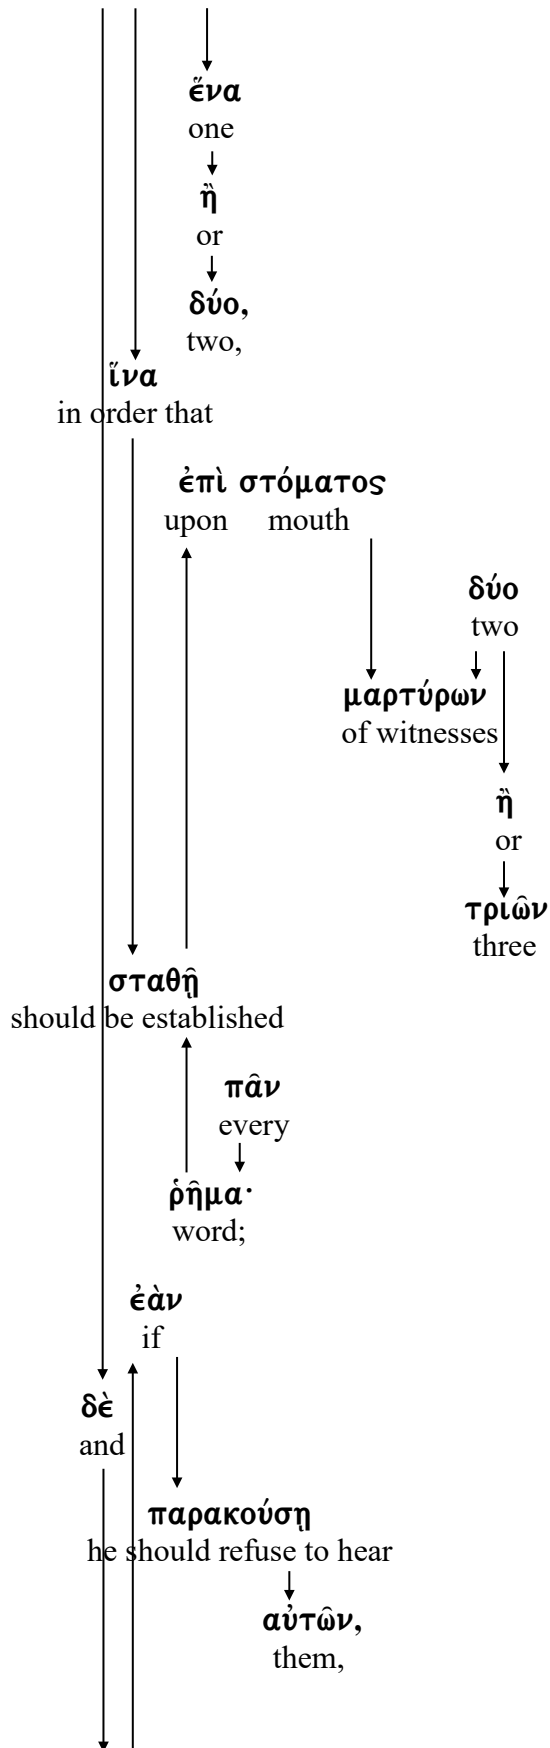 ἕνα
one
ἢ
or
δύο,
two,
ἵνα
in order that
ἐπὶ στόματος
upon mouth
δύο
two
μαρτύρων
of witnesses
ἢ
or
τριῶν
three
σταθῇ
should be established
πᾶν
every
ῥῆμα·
word;
ἐὰν
if
δὲ
and
παρακούσῃ
he should refuse to hear
αὐτῶν,
them,